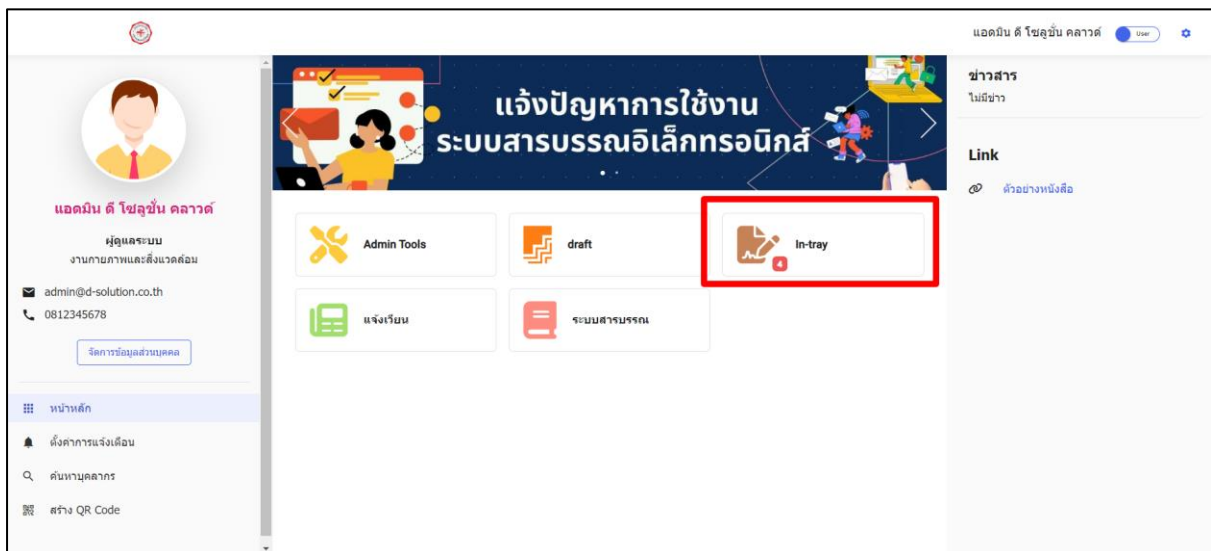 แอดมิน ดี โซลูชั่น คลาวด์
User
แอดมิน ดี โซลูชั่น คลาวด์
ผู้ดูแลระบบ
งานกายภาพและสิ่งแวดล้อม
admin@d-solution.co.th
0812345678
จัดการข้อมูลส่วนบุคคล
หน้าหลัก
ตั้งค่าการแจ้งเตือน
ค้นหาบุคลากร
สร้าง QR Code
แจ้งปัญหาการใช้งาน
ระบบสารบรรณอิเล็กทรอนิกส์
Admin Tools
draft
In-tray
4
แจ้งเวียน
ระบบสารบรรณ
ข่าวสาร
ไม่มีข่าว
Link
ตัวอย่างหนังสือ